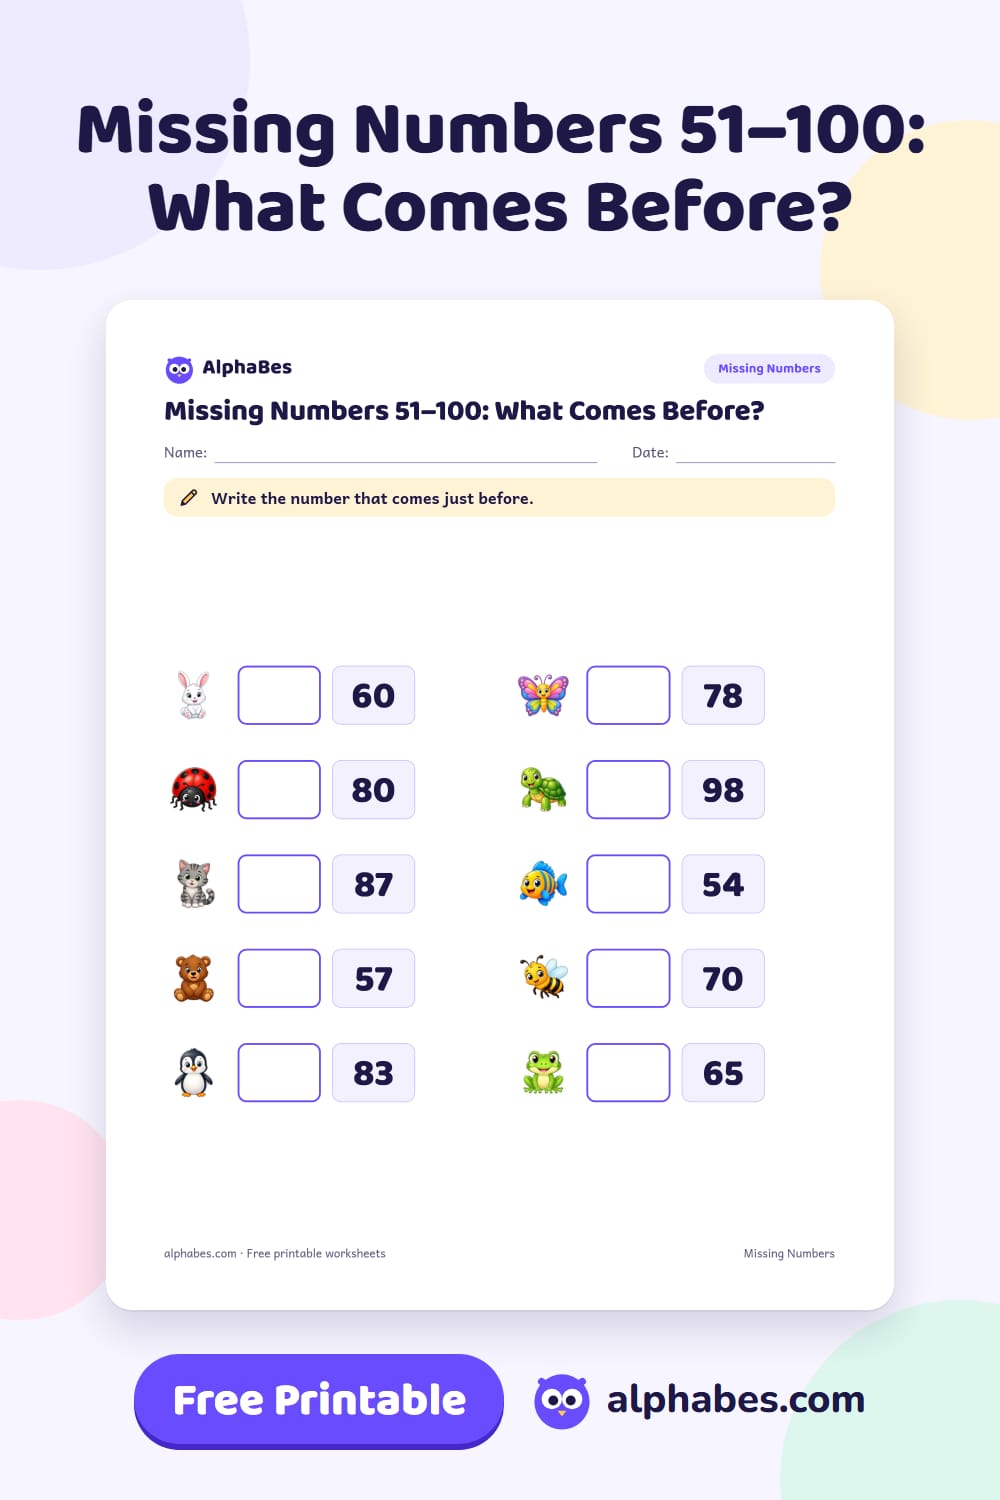 Missing Numbers 51–100:
What Comes Before?
AlphaBes
Missing Numbers
Missing Numbers 51–100: What Comes Before?
Name:
Date:
Write the number that comes just before.
60
78
80
98
87
54
57
70
83
65
alphabes.com · Free printable worksheets
Missing Numbers
Free Printable
alphabes.com